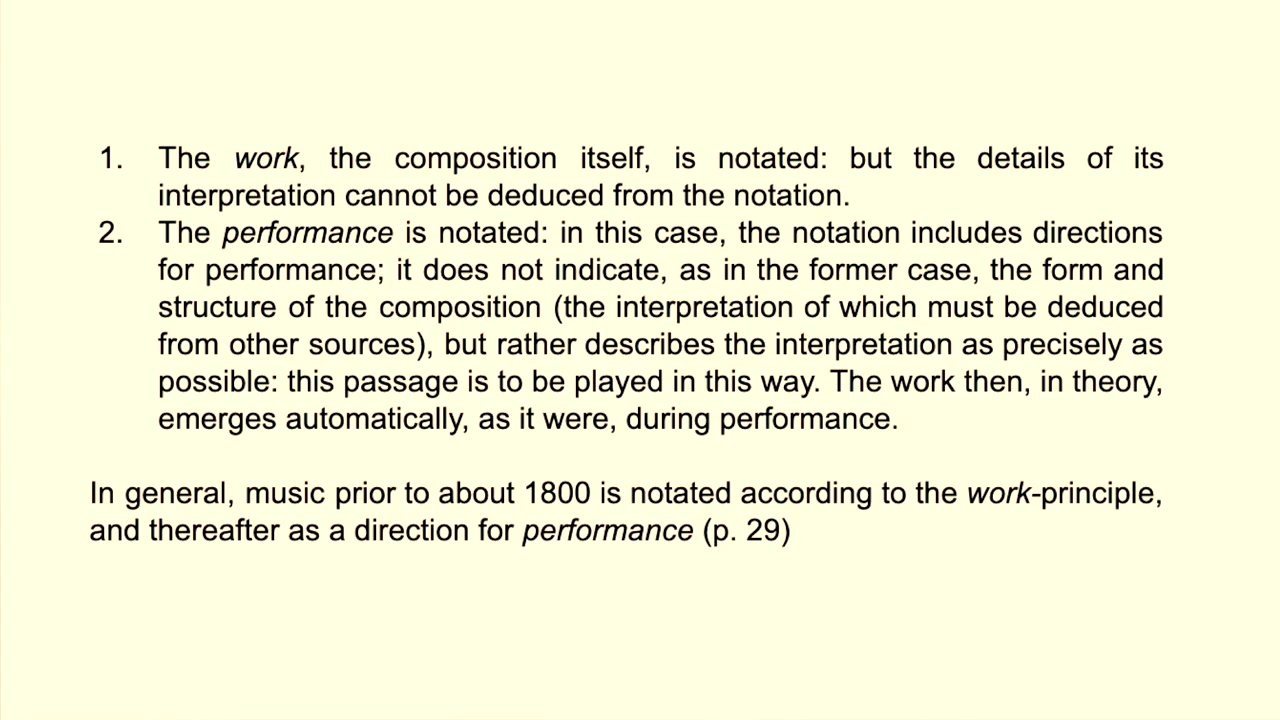 1. The work, the composition itself, is notated: but the details of its
interpretation cannot be deduced from the notation.
2. The performance is notated: in this case, the notation includes directions
for performance; it does not indicate, as in the former case, the form and
structure of the composition (the interpretation of which must be deduced
from other sources), but rather describes the interpretation as precisely as
possible: this passage is to be played in this way. The work then, in theory,
emerges automatically, as it were, during performance.
In general, music prior to about 1800 is notated according to the work-principle,
and thereafter as a direction for performance (p. 29)